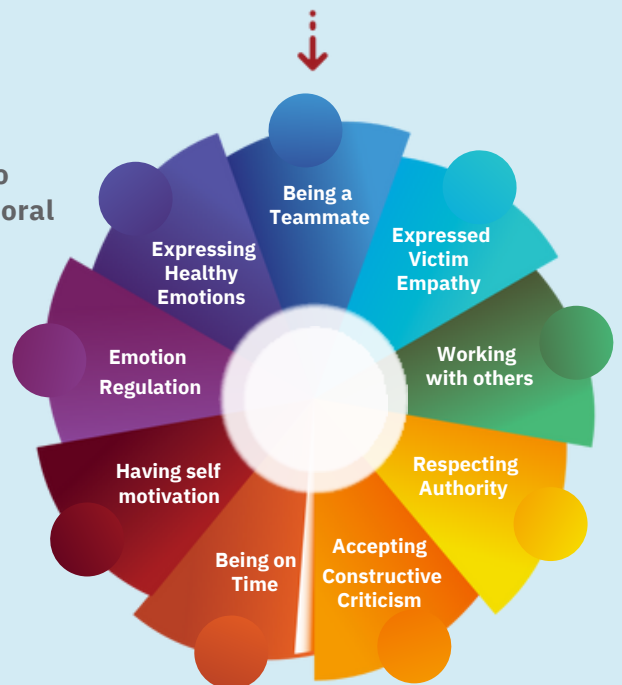 o
oral
Being a
Teammate
Expressed
Victim
Empathy
Working
with others
Respecting
Authority
Accepting
Constructive
Criticism
Being on
Time
Having self
motivation
Emotion
Regulation
Expressing
Healthy
Emotions